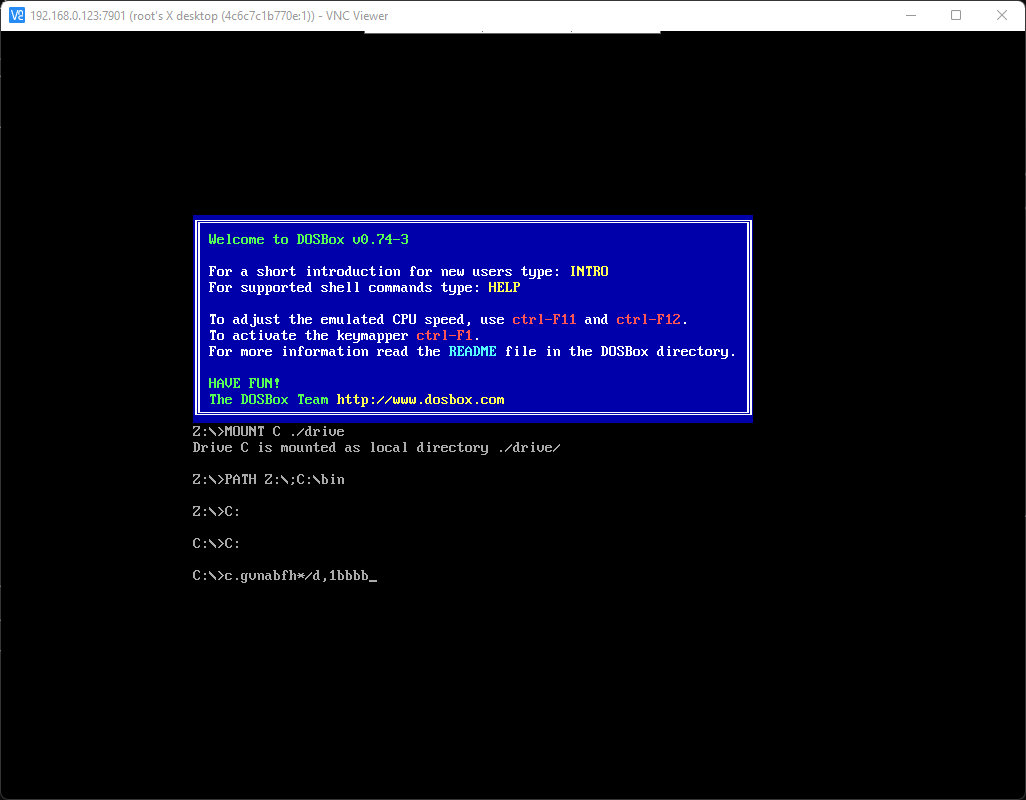 192.168.0.123:7901 (root's X desktop (4c6c7c1b770e:1)) - VNC Viewer
Welcome to DOSBox v0.74-3
For a short introduction for new users type: INTRO
For supported shell commands type: HELP
To adjust the emulated CPU speed, use ctrl-F11 and ctrl-F12.
To activate the keymapper ctrl-F1.
For more information read the README file in the DOSBox directory.
HAVE FUN!
The DOSBox Team http://www.dosbox.com
Z:\>MOUNT C ./drive
Drive C is mounted as local directory ./drive/
Z:\>PATH Z:\;C:\bin
Z:\>C:
C:\>C:
C:\>c.gvnabfh*/d,1bbbb_